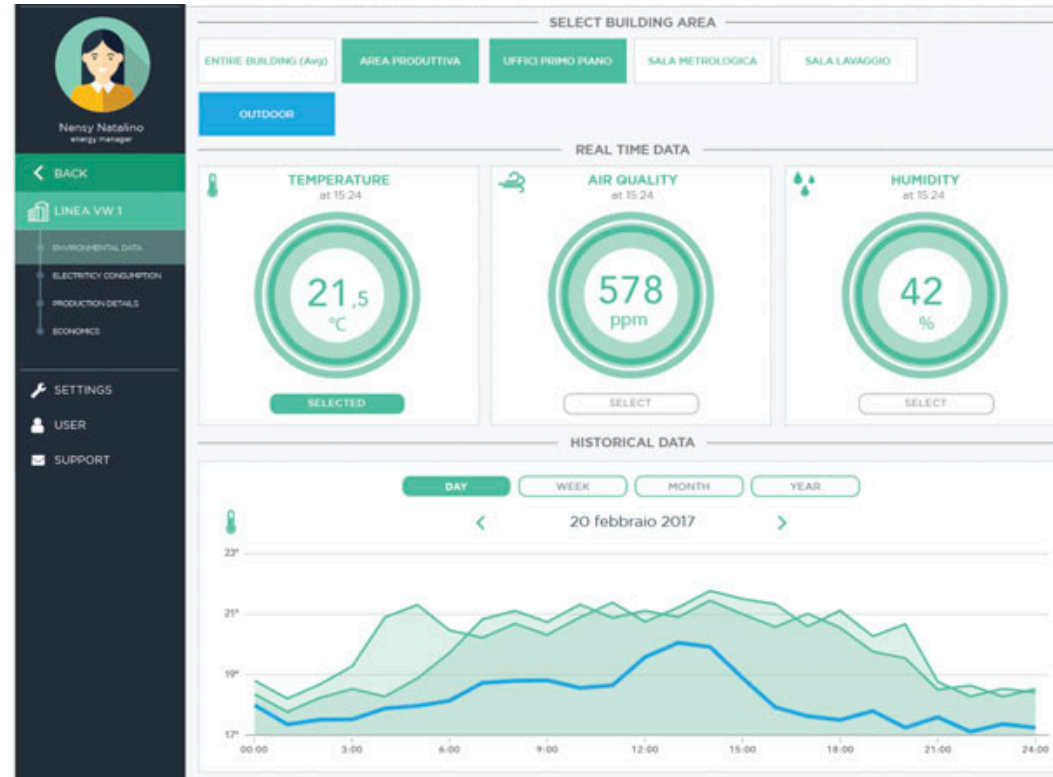 Nensy Natalino
energy manager
BACK
LINEA VW 1
ENVIRONMENTAL DATA
ELECTRITICY CONSUMPTION
PRODUCTION DETAILS
ECONOMICS
SETTINGS
USER
SUPPORT
SELECT BUILDING AREA
ENTIRE BUILDING (Avg)
AREA PRODUTTIVA
UFFICI PRIMO PIANO
SALA METROLOGICA
SALA LAVAGGIO
OUTDOOR
REAL TIME DATA
TEMPERATURE
at 15:24
21,5
°C
SELECTED
AIR QUALITY
at 15:24
578
ppm
SELECT
HUMIDITY
at 15:24
42
%
SELECT
HISTORICAL DATA
DAY WEEK MONTH YEAR
20 febbraio 2017
23°
21°
19°
17°
00:00 3:00 6:00 9:00 12:00 15:00 18:00 21:00 24:00